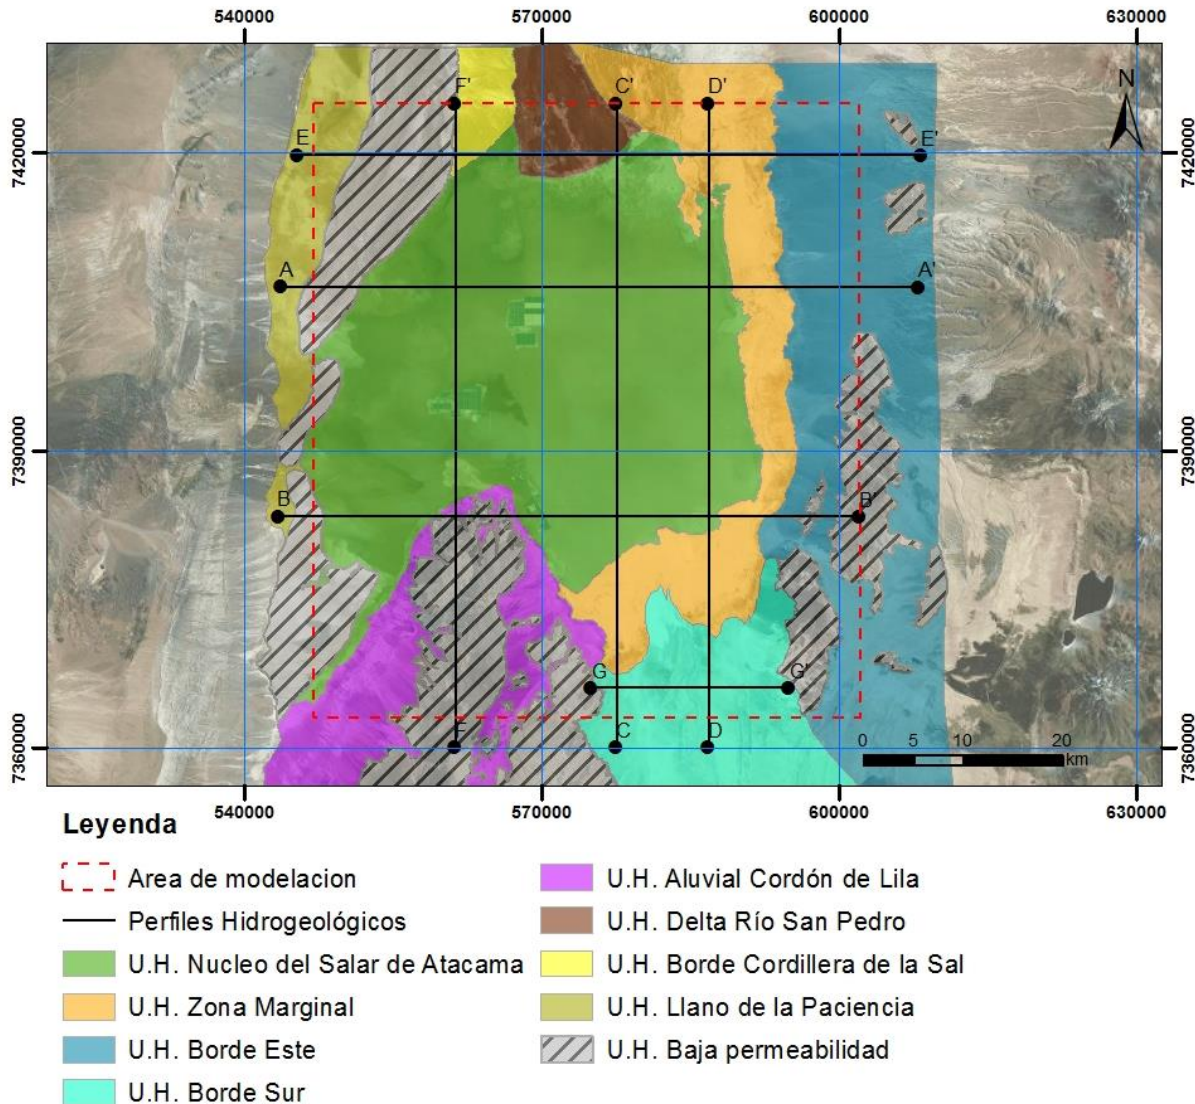 540000 570000 600000 630000
F' C' D' N
7420000 E E' 7420000
A A'
7390000 7390000
B B'
G G'
7360000 F C D 7360000
0 5 10 20
km
540000 570000 600000 630000
Leyenda
Area de modelacion
Perfiles Hidrogeológicos
U.H. Nucleo del Salar de Atacama
U.H. Zona Marginal
U.H. Borde Este
U.H. Borde Sur
U.H. Aluvial Cordón de Lila
U.H. Delta Río San Pedro
U.H. Borde Cordillera de la Sal
U.H. Llano de la Paciencia
U.H. Baja permeabilidad